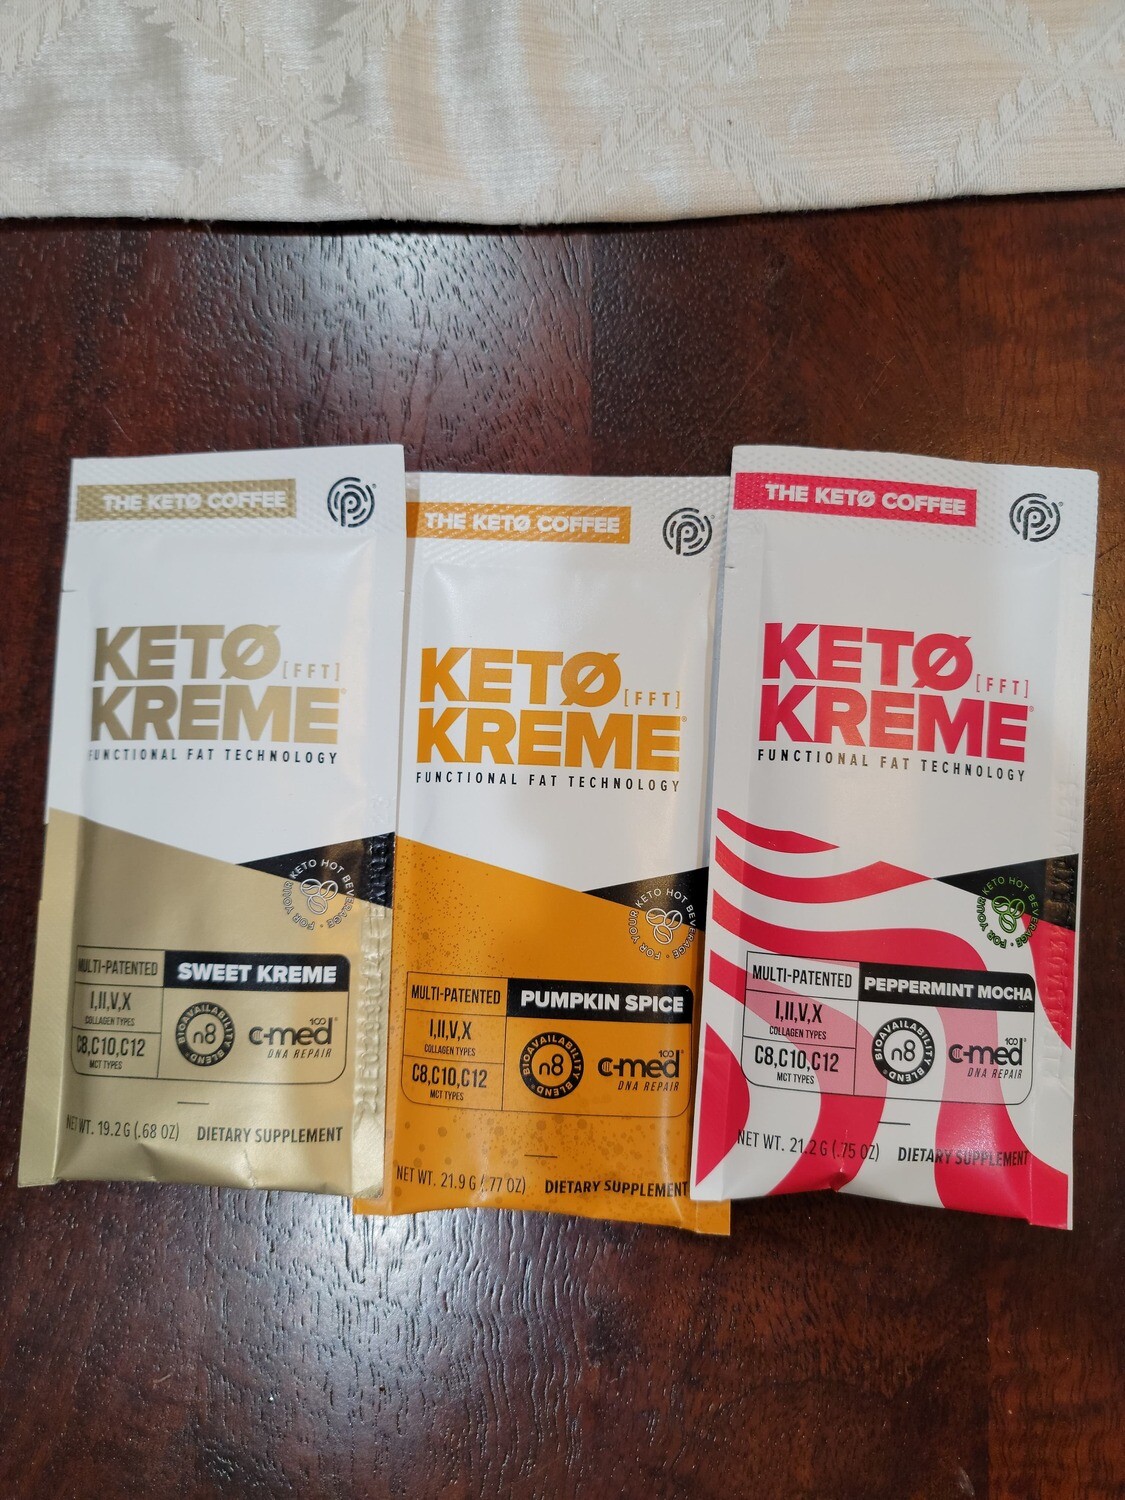 THE KETØ COFFEE
KETØ
[FFT]
KREME®
FUNCTIONAL FAT TECHNOLOGY
FOR YOUR KETO HOT BEVERAGE
MULTI-PATENTED
SWEET KREME
I,II,V,X
COLLAGEN TYPES
C8,C10,C12
MCT TYPES
BIOAVAILABILITY BLEND
n8
c-med
100
DNA REPAIR
NET WT. 19.2 G (.68 OZ)
DIETARY SUPPLEMENT
THE KETØ COFFEE
KETØ
[FFT]
KREME®
FUNCTIONAL FAT TECHNOLOGY
FOR YOUR KETO HOT BEVERAGE
MULTI-PATENTED
PUMPKIN SPICE
I,II,V,X
COLLAGEN TYPES
C8,C10,C12
MCT TYPES
BIOAVAILABILITY BLEND
n8
c-med
100
DNA REPAIR
NET WT. 21.9 G (.77 OZ)
DIETARY SUPPLEMENT
THE KETØ COFFEE
KETØ
[FFT]
KREME®
FUNCTIONAL FAT TECHNOLOGY
FOR YOUR KETO HOT BEVERAGE
MULTI-PATENTED
PEPPERMINT MOCHA
I,II,V,X
COLLAGEN TYPES
C8,C10,C12
MCT TYPES
BIOAVAILABILITY BLEND
n8
c-med
100
DNA REPAIR
NET WT. 21.2 G (.75 OZ)
DIETARY SUPPLEMENT